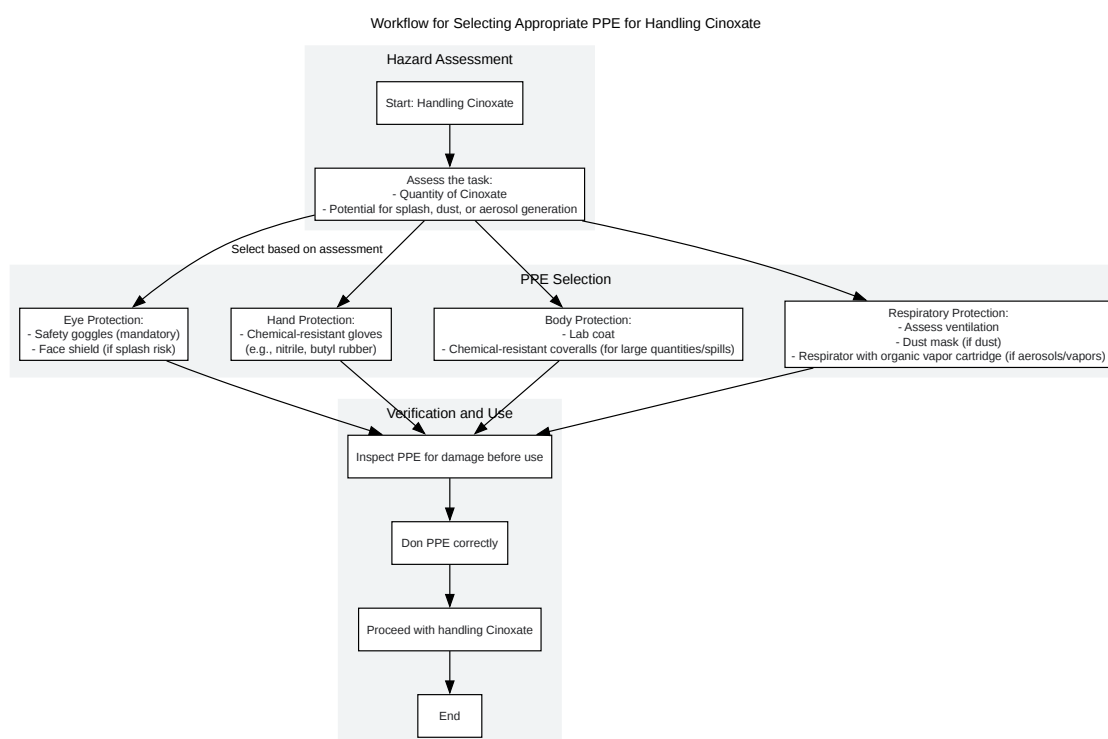 Workflow for Selecting Appropriate PPE for Handling Cinoxate
Hazard Assessment
Start: Handling Cinoxate
Assess the task:
- Quantity of Cinoxate
- Potential for splash, dust, or aerosol generation
Select based on assessment
PPE Selection
Eye Protection:
- Safety goggles (mandatory)
- Face shield (if splash risk)
Hand Protection:
- Chemical-resistant gloves
(e.g., nitrile, butyl rubber)
Body Protection:
- Lab coat
- Chemical-resistant coveralls (for large quantities/spills)
Respiratory Protection:
- Assess ventilation
- Dust mask (if dust)
- Respirator with organic vapor cartridge (if aerosols/vapors)
Verification and Use
Inspect PPE for damage before use
Don PPE correctly
Proceed with handling Cinoxate
End